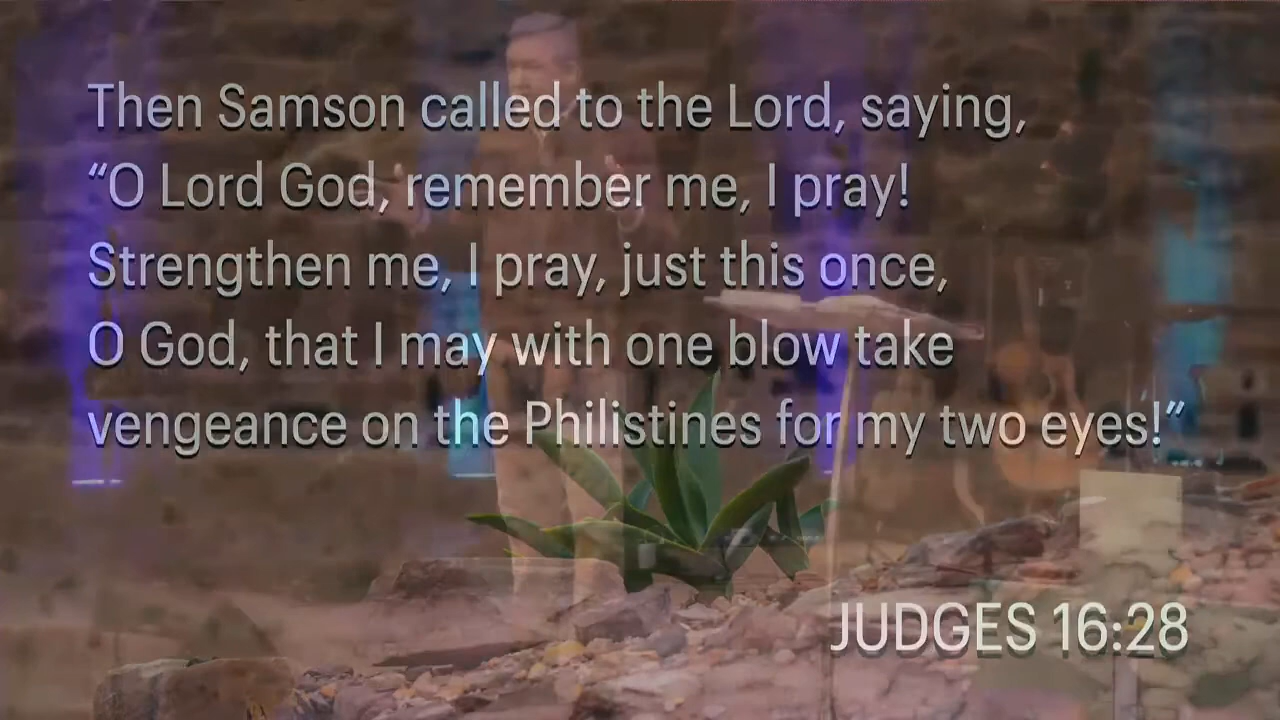 Then Samson called to the Lord, saying,
“O Lord God, remember me, I pray!
Strengthen me, I pray, just this once,
O God, that I may with one blow take
vengeance on the Philistines for my two eyes!”
JUDGES 16:28